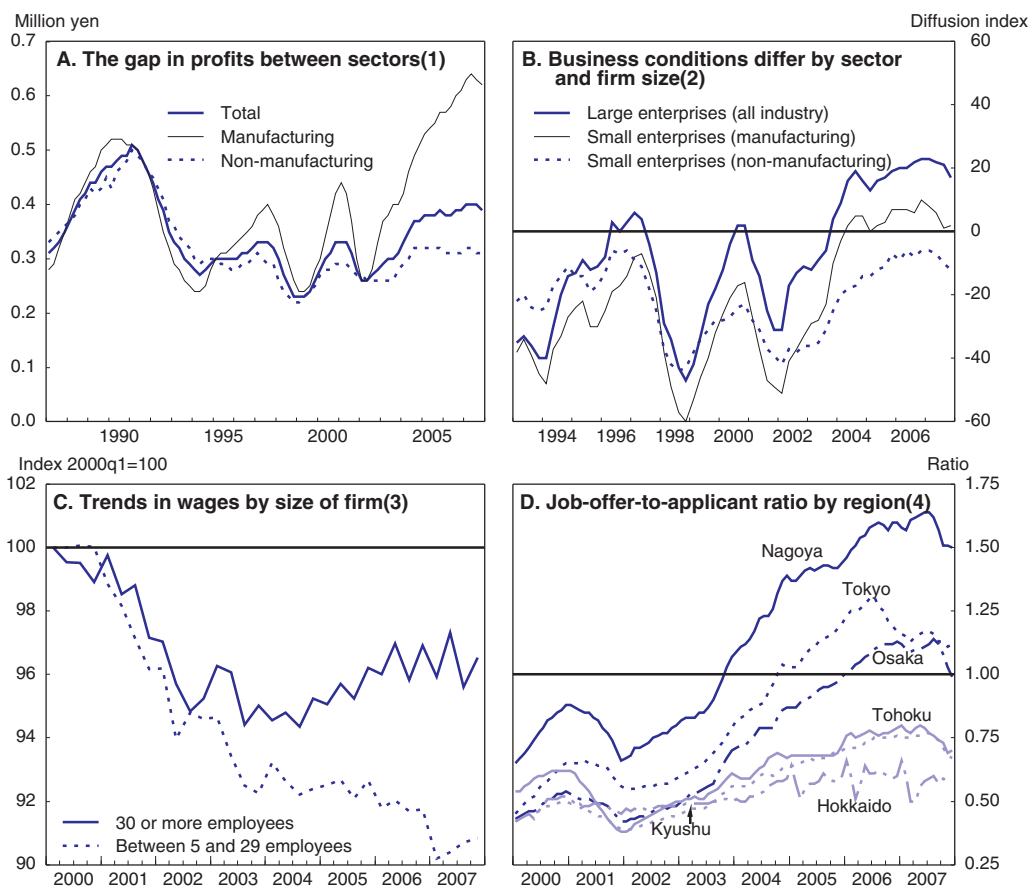 Million yen
Diffusion index
A. The gap in profits between sectors(1)
Total
Manufacturing
Non-manufacturing
0.7
0.6
0.5
0.4
0.3
0.2
0.1
0.0
1990
1995
2000
2005
B. Business conditions differ by sector
and firm size(2)
Large enterprises (all industry)
Small enterprises (manufacturing)
Small enterprises (non-manufacturing)
60
40
20
0
-20
-40
-60
1994
1996
1998
2000
2002
2004
2006
Index 2000q1=100
Ratio
C. Trends in wages by size of firm(3)
102
100
98
96
94
92
90
30 or more employees
Between 5 and 29 employees
2000
2001
2002
2003
2004
2005
2006
2007
D. Job-offer-to-applicant ratio by region(4)
Nagoya
Tokyo
Osaka
Tohoku
Hokkaido
Kyushu
1.75
1.50
1.25
1.00
0.75
0.50
0.25
2000
2001
2002
2003
2004
2005
2006
2007